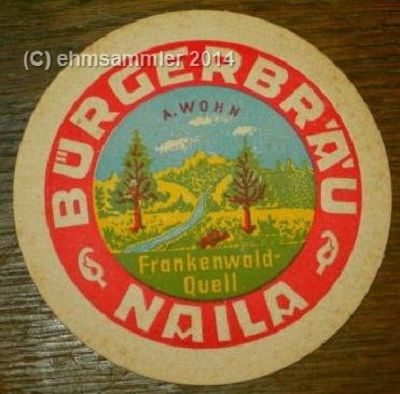 (C) ehmsammler 2014
BÜRGERBRÄU
A. WOHN
Frankenwald-
Quell
NAILA